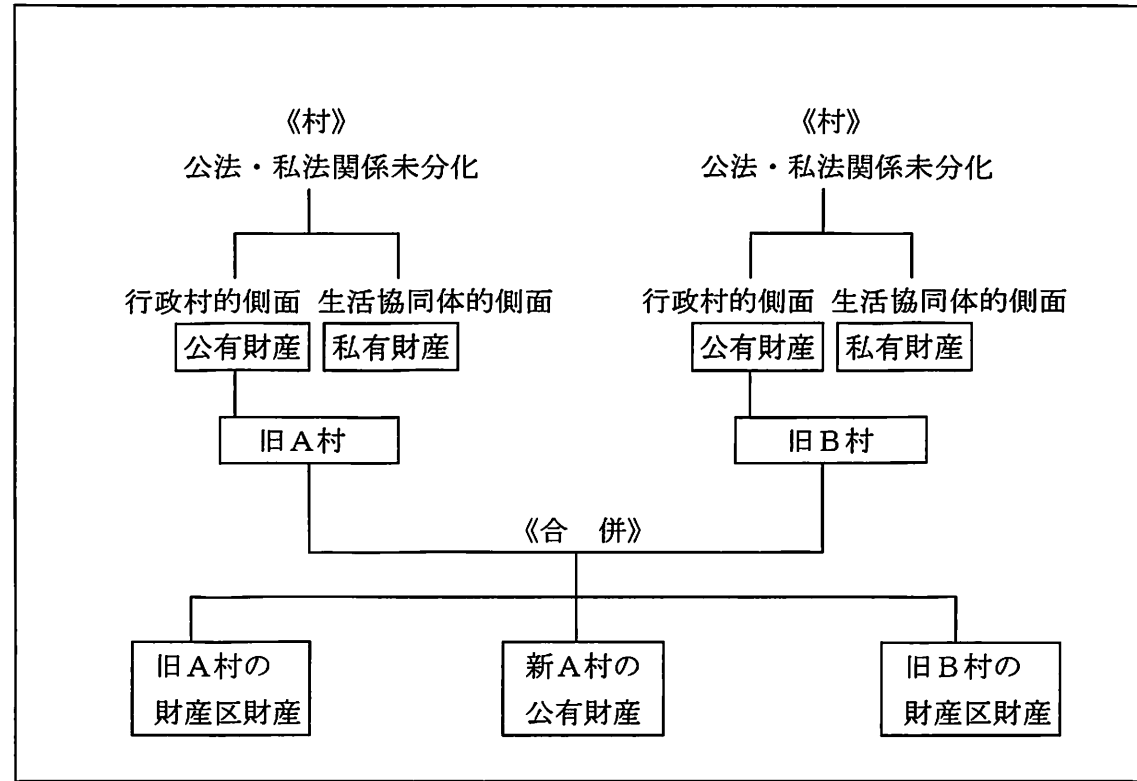 《村》
公法・私法関係未分化
行政村的側面 生活協同体的側面
公有財産 私有財産
旧A村
《村》
公法・私法関係未分化
行政村的側面 生活協同体的側面
公有財産 私有財産
旧B村
《合 併》
旧A村の
財産区財産
新A村の
公有財産
旧B村の
財産区財産